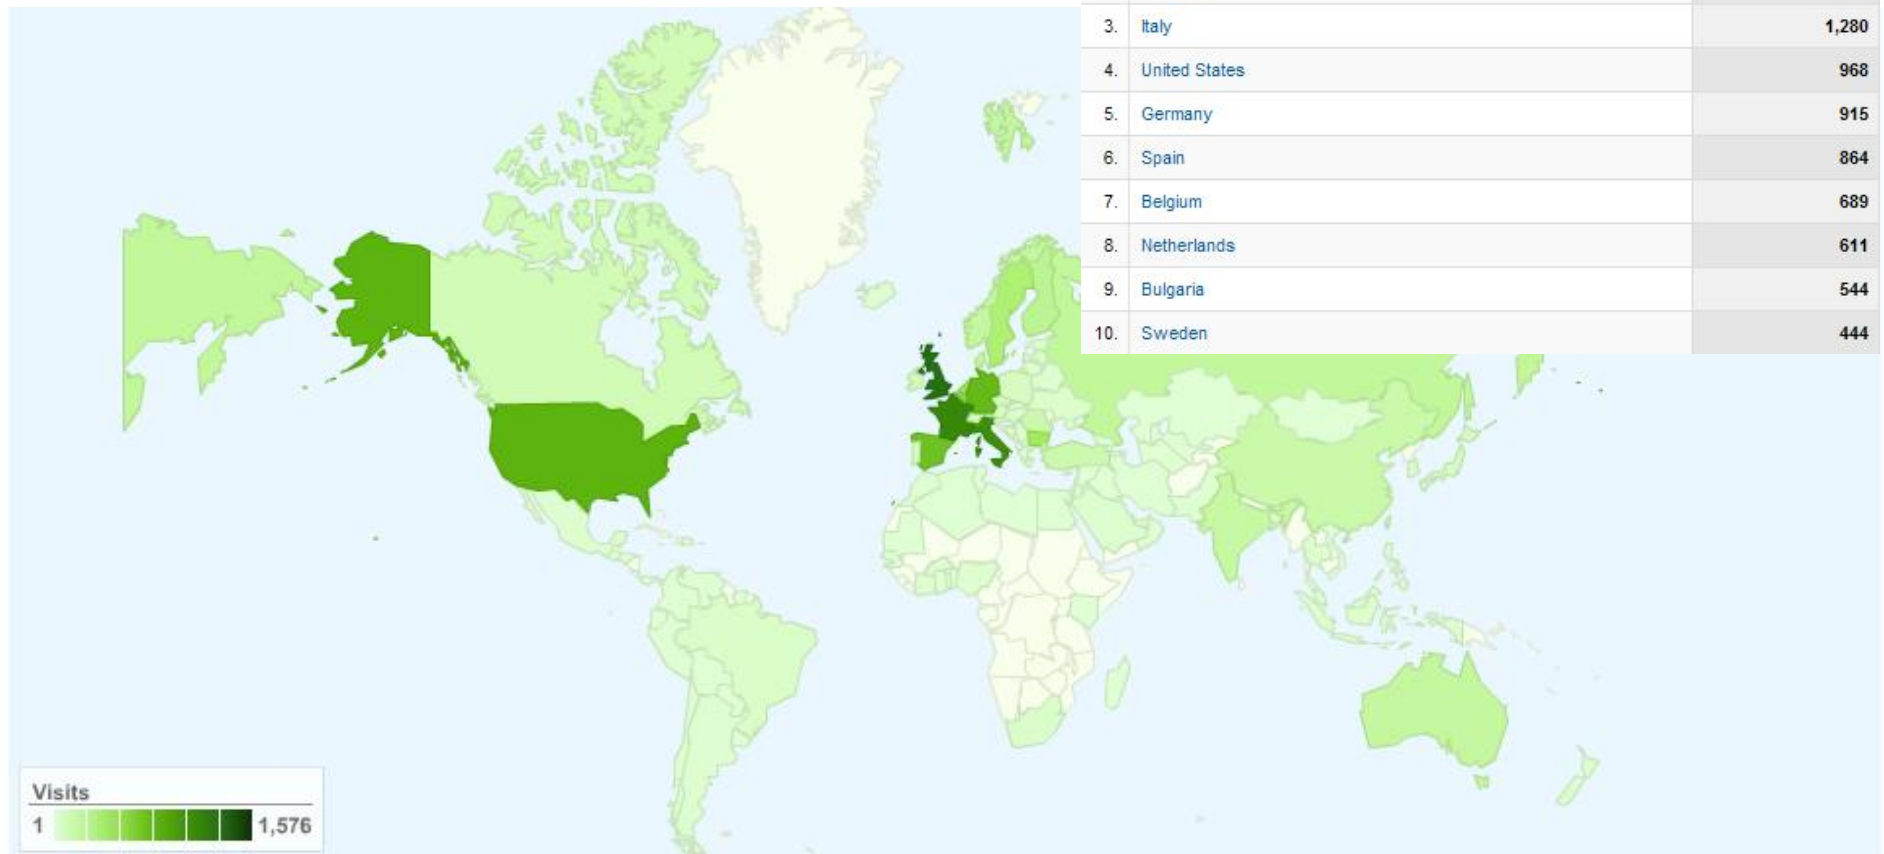 3. Italy 1,280
4. United States 968
5. Germany 915
6. Spain 864
7. Belgium 689
8. Netherlands 611
9. Bulgaria 544
10. Sweden 444
Visits
1 1,576